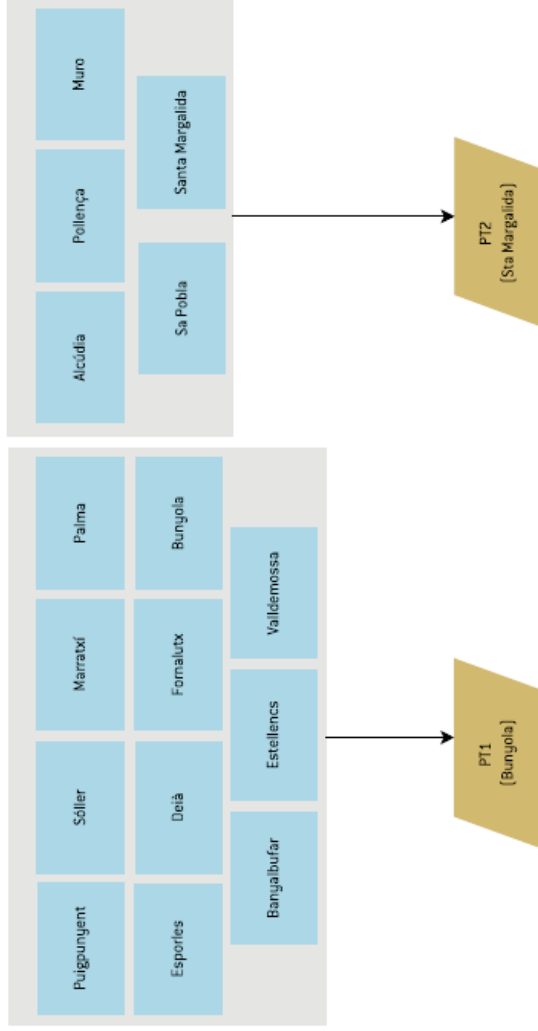 Puigpunyent
Sóller
Marratxí
Palma
Esporles
Deià
Fornalutx
Bunyola
Banyalbufar
Estellencs
Valldemossa
PT1
(Bunyola)
Alcúdia
Pollença
Muro
Sa Pobla
Santa Margalida
PT2
(Sta Margalida)